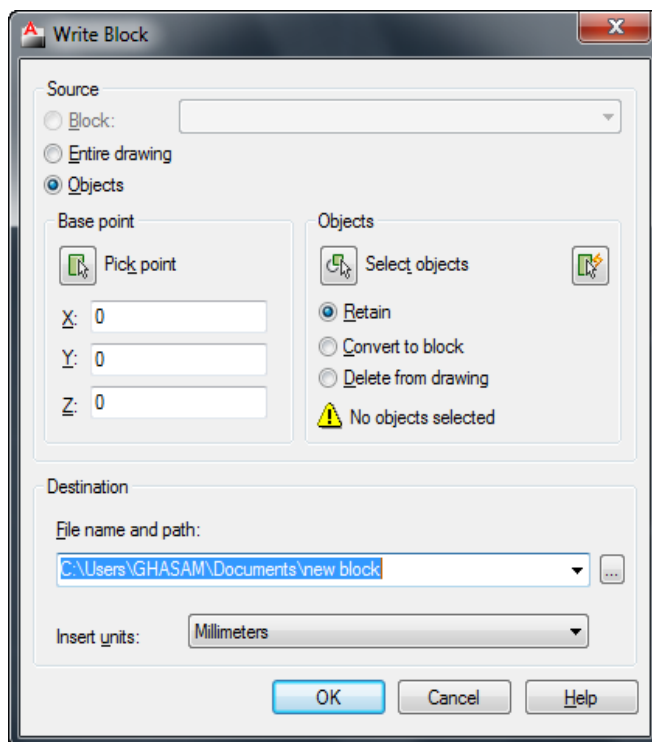 Write Block
Source
Block:
Entire drawing
Objects
Base point
Pick point
X: 0
Y: 0
Z: 0
Objects
Select objects
Retain
Convert to block
Delete from drawing
No objects selected
Destination
File name and path:
C:\Users\GHASAM\Documents\new block
...
Insert units: Millimeters
OK Cancel Help